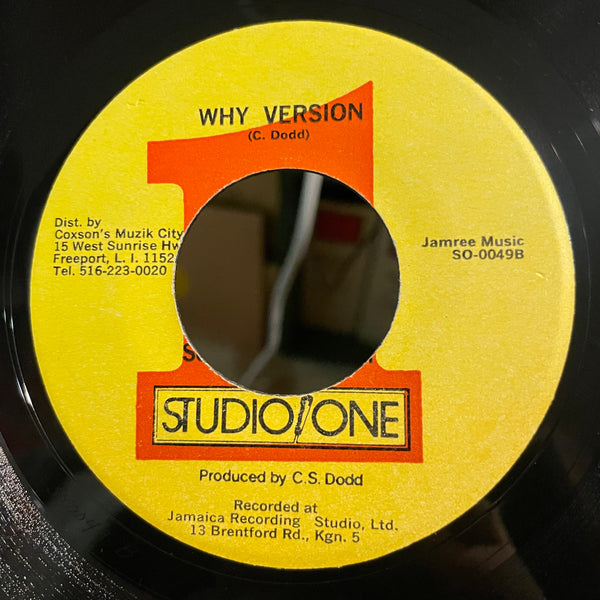 WHY VERSION
(C. Dodd)
Dist. by
Coxson's Muzik City
15 West Sunrise Hw
Freeport, L. I. 1152
Tel. 516-223-0020
Jamree Music
SO-0049B
STUDIO ONE
Produced by C.S. Dodd
Recorded at
Jamaica Recording Studio, Ltd.
13 Brentford Rd., Kgn. 5